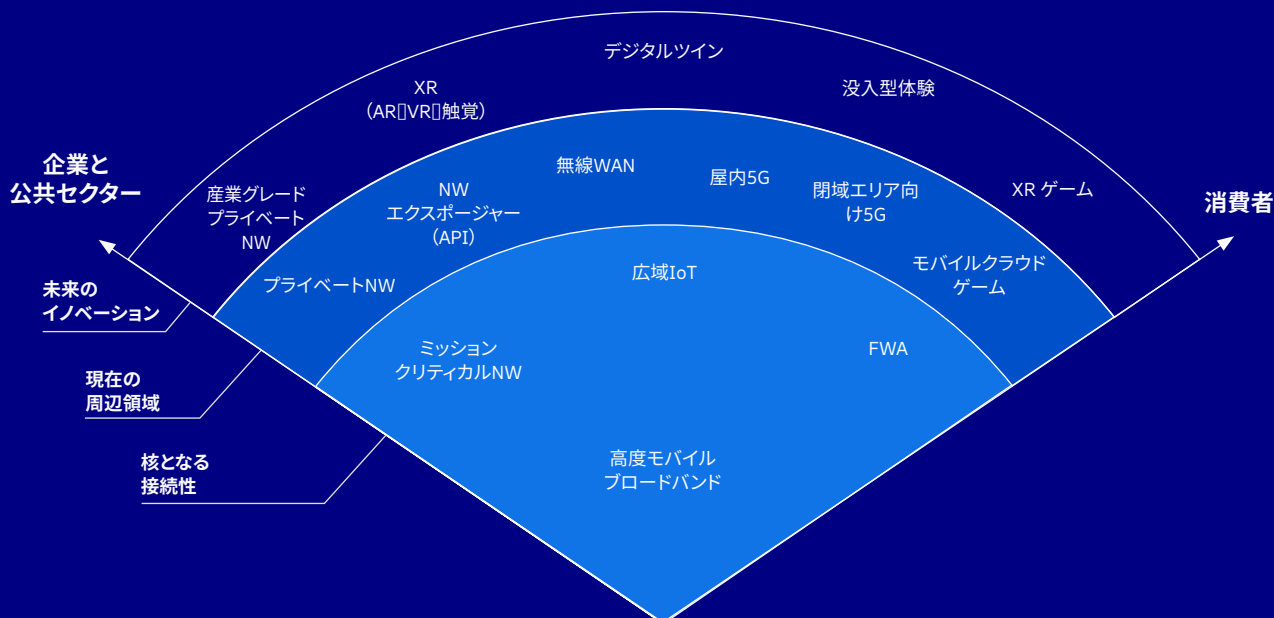 デジタルツイン
XR
（AR▯VR▯触覚）
没入型体験
企業と
公共セクター
産業グレード
プライベート
NW
NW
エクスポージャー
（API）
無線WAN
屋内5G
閉域エリア向
け5G
XR ゲーム
消費者
プライベートNW
広域IoT
モバイルクラウド
ゲーム
未来の
イノベーション
ミッション
クリティカルNW
FWA
現在の
周辺領域
核となる
接続性
高度モバイル
ブロードバンド